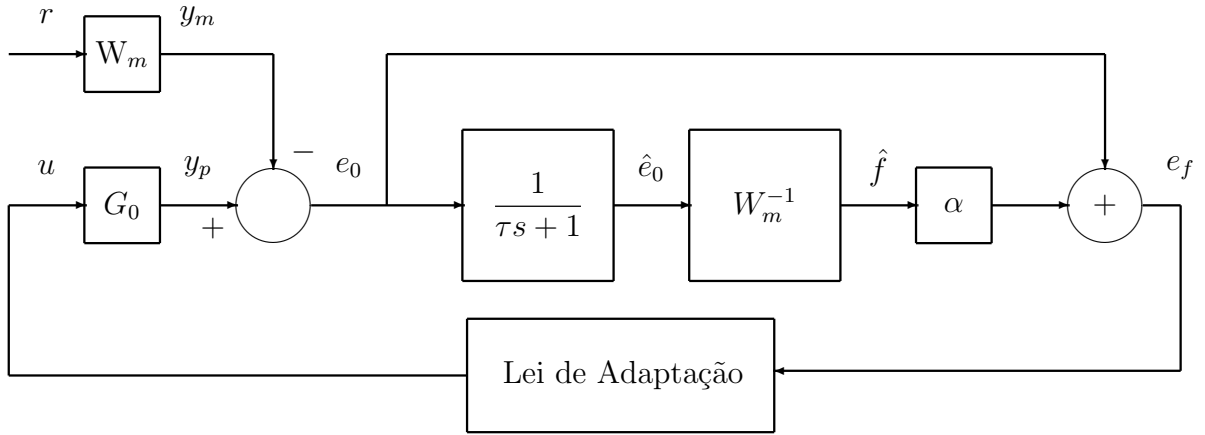 r
W_m
y_m
−
u
G_0
y_p
+
e_0
1
τs + 1
ê_0
W_m^{-1}
f̂
α
+
e_f
Lei de Adaptação